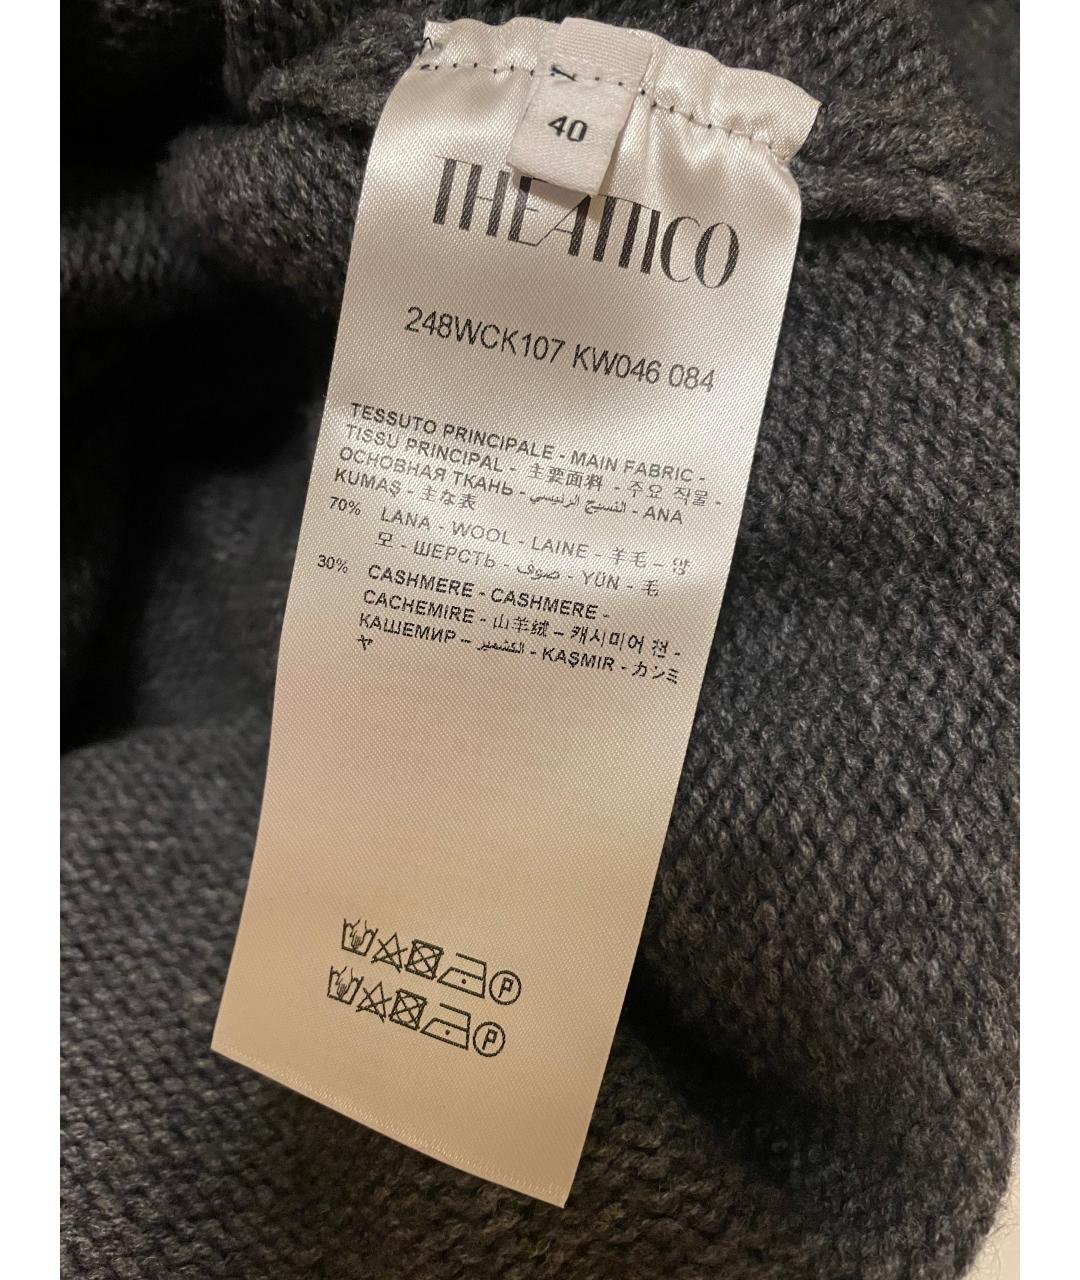 40
THE ATTICO
248WCK107 KW046 084
TESSUTO PRINCIPALE - MAIN FABRIC -
TISSU PRINCIPAL - 主要面料 - 주요 직물 -
ОСНОВНАЯ ТКАНЬ - النسيج الرئيسي - ANA
KUMAŞ - 主な表
70% LANA - WOOL - LAINE - 羊毛 – 양
모 - ШЕРСТЬ - صوف - YÜN - 毛
30% CASHMERE - CASHMERE -
CACHEMIRE - 山羊绒 – 캐시미어 천 -
КАШЕМИР – الكشمير - KAŞMIR - カシミ
ヤ
P
P